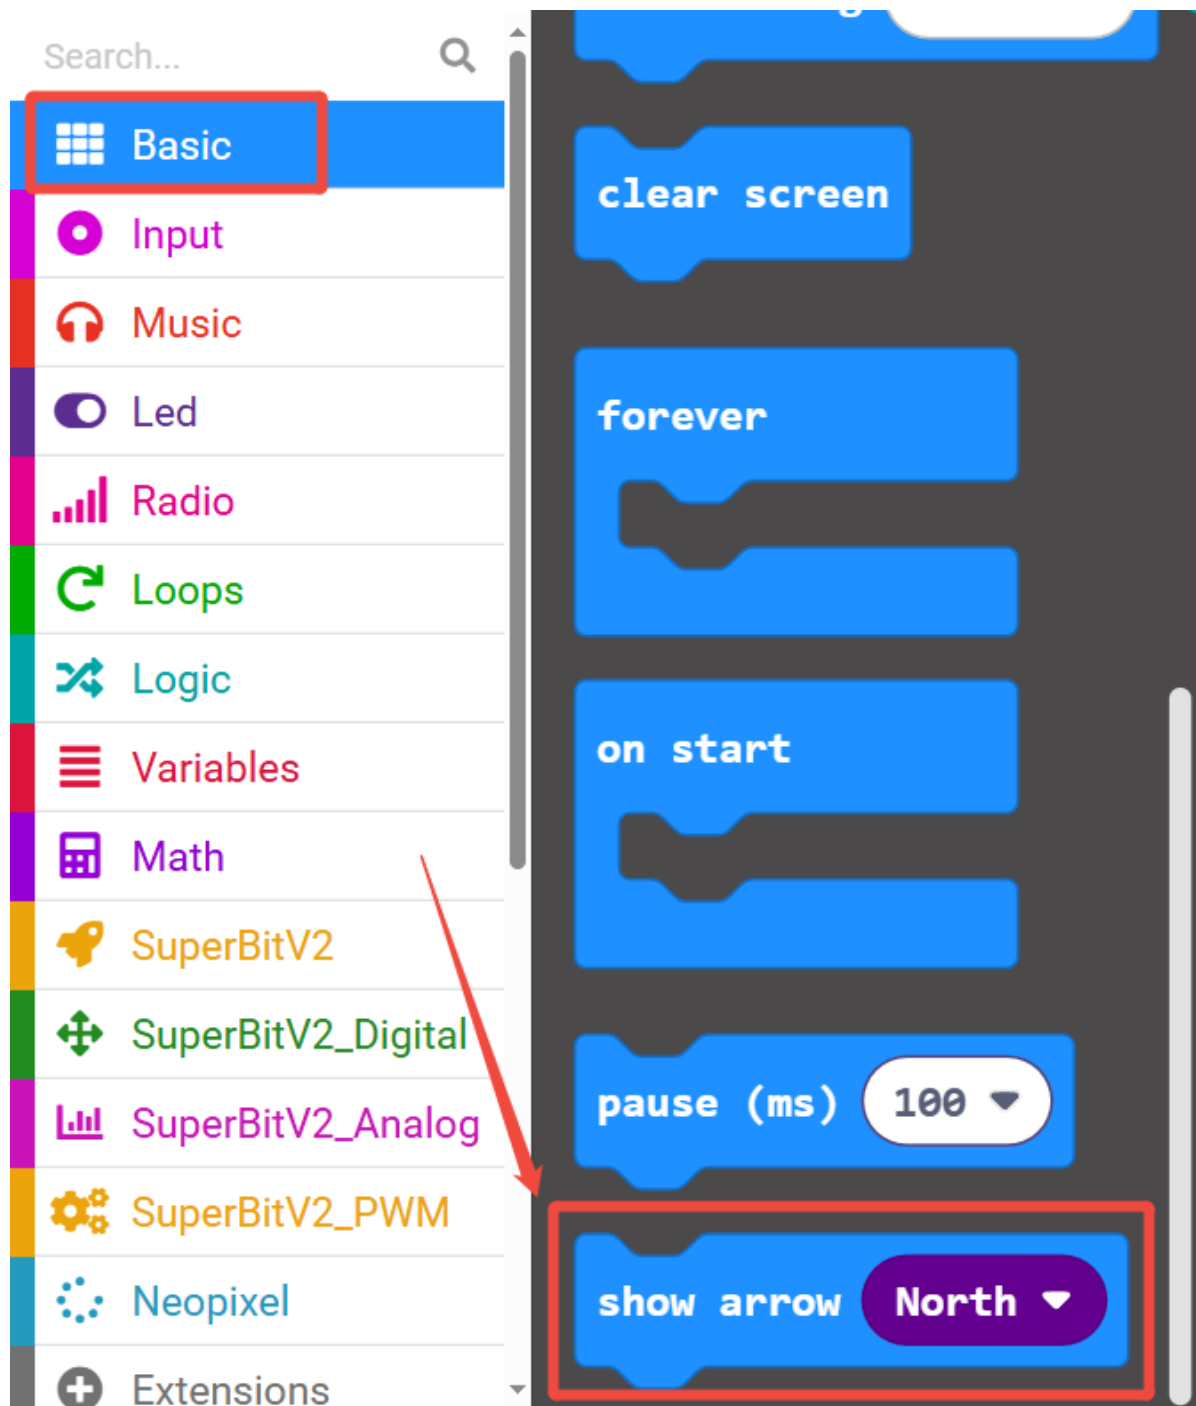 Search...
Basic
Input
Music
Led
Radio
Loops
Logic
Variables
Math
SuperBitV2
SuperBitV2_Digital
SuperBitV2_Analog
SuperBitV2_PWM
Neopixel
Extensions
clear screen
forever
on start
pause (ms) 100
show arrow North